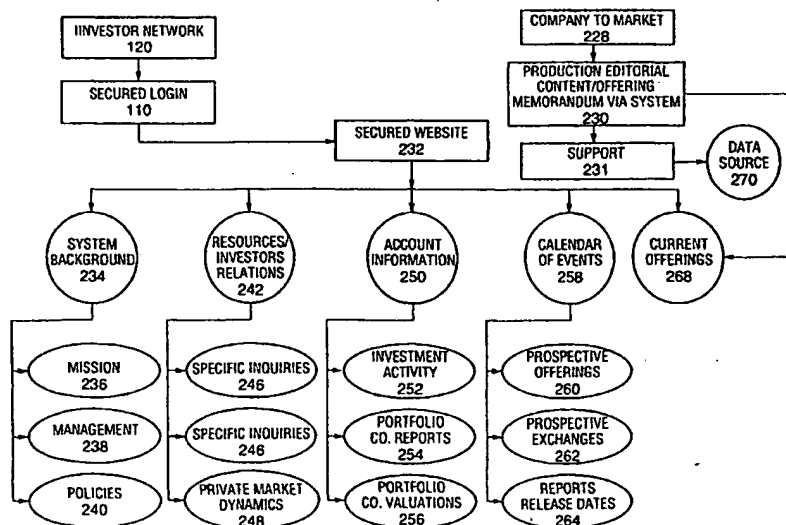 IINVESTOR NETWORK
120
SECURED LOGIN
110
COMPANY TO MARKET
228
PRODUCTION EDITORIAL
CONTENT/OFFERING
MEMORANDUM VIA SYSTEM
230
SECURED WEBSITE
232
SUPPORT
231
DATA
SOURCE
270
SYSTEM
BACKGROUND
234
RESOURCES/
INVESTORS
RELATIONS
242
ACCOUNT
INFORMATION
250
CALENDAR
OF EVENTS
258
CURRENT
OFFERINGS
268
MISSION
236
SPECIFIC INQUIRIES
246
INVESTMENT
ACTIVITY
252
PROSPECTIVE
OFFERINGS
260
MANAGEMENT
238
SPECIFIC INQUIRIES
246
PORTFOLIO
CO. REPORTS
254
PROSPECTIVE
EXCHANGES
262
POLICIES
240
PRIVATE MARKET
DYNAMICS
248
PORTFOLIO
CO. VALUATIONS
256
REPORTS
RELEASE DATES
264